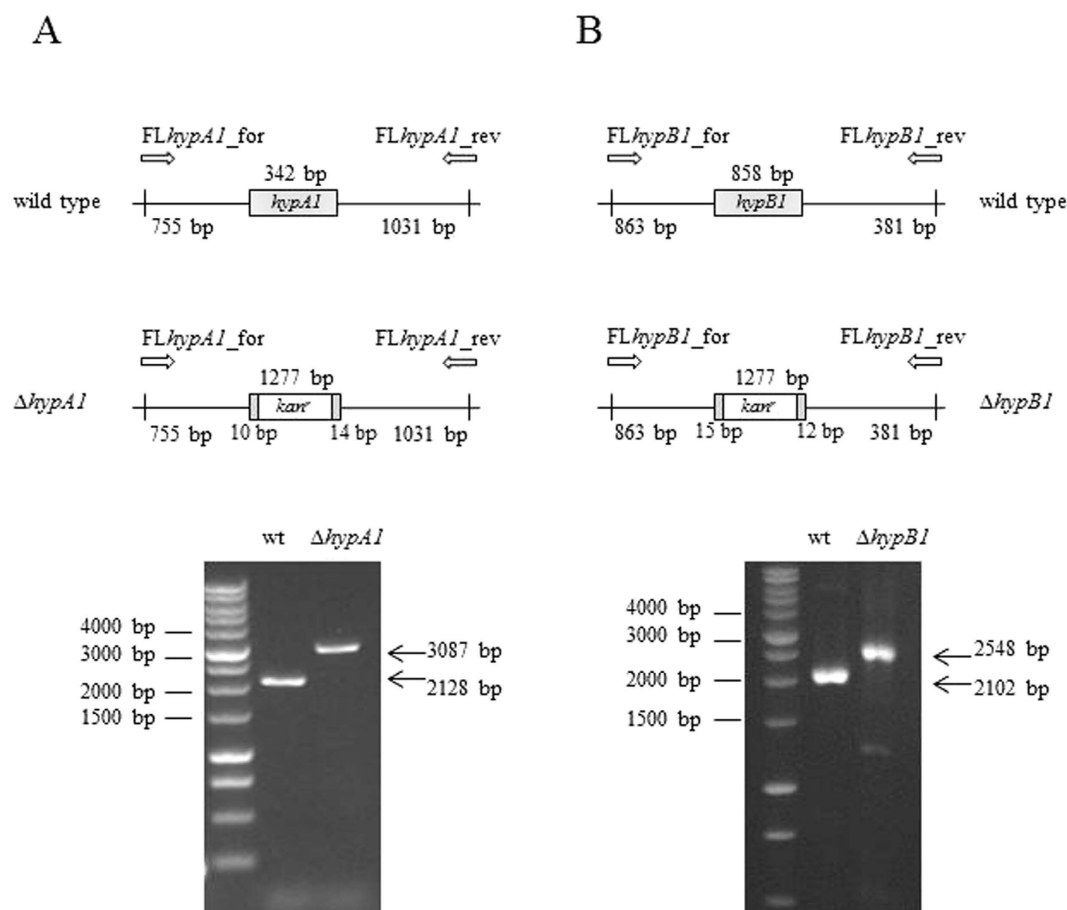 A
FLhypA1_for FLhypA1_rev
342 bp
wild type hypA1
755 bp 1031 bp
FLhypA1_for FLhypA1_rev
1277 bp
ΔhypA1 kanʳ
755 bp 10 bp 14 bp 1031 bp
wt ΔhypA1
4000 bp
3000 bp
2000 bp
1500 bp
3087 bp
2128 bp
B
FLhypB1_for FLhypB1_rev
858 bp
hypB1 wild type
863 bp 381 bp
FLhypB1_for FLhypB1_rev
1277 bp
kanʳ ΔhypB1
863 bp 15 bp 12 bp 381 bp
wt ΔhypB1
4000 bp
3000 bp
2000 bp
1500 bp
2548 bp
2102 bp